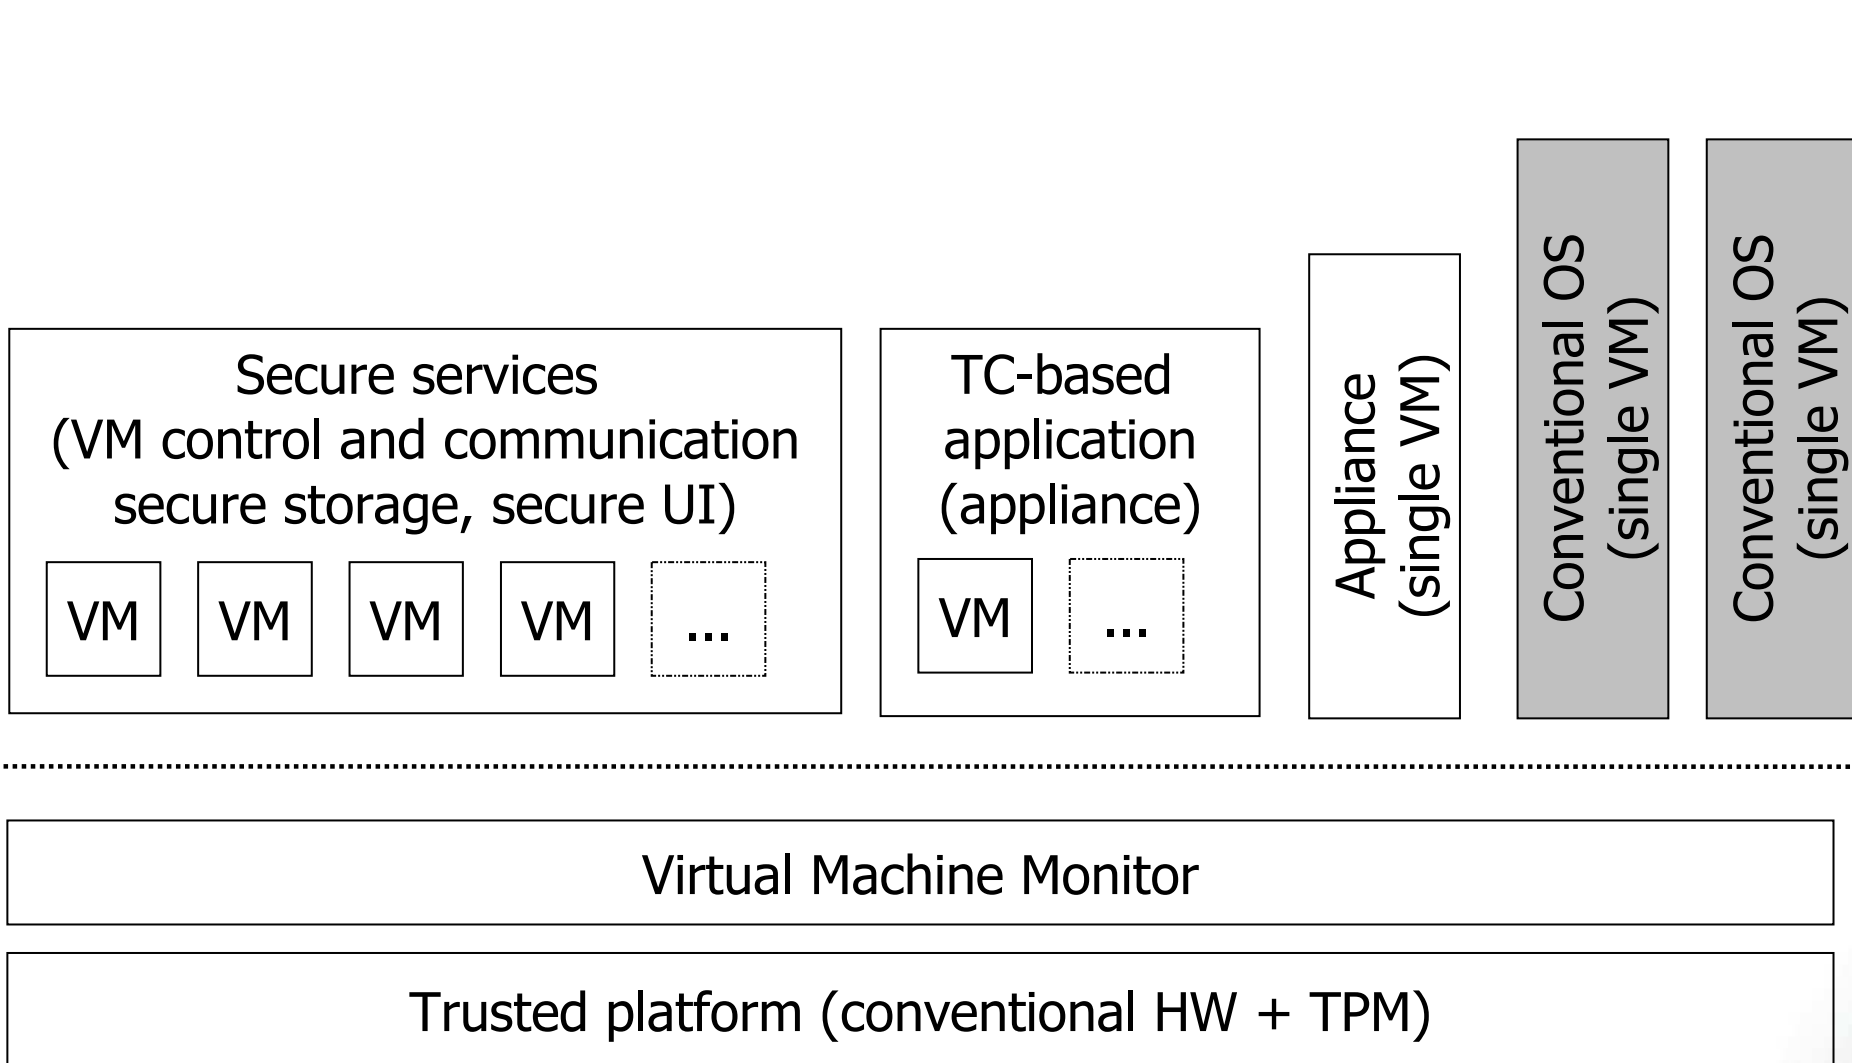 Secure services
(VM control and communication
secure storage, secure UI)
VM
VM
VM
VM
...
TC-based
application
(appliance)
VM
...
Appliance
(single VM)
Conventional OS
(single VM)
Conventional OS
(single VM)
Virtual Machine Monitor
Trusted platform (conventional HW + TPM)